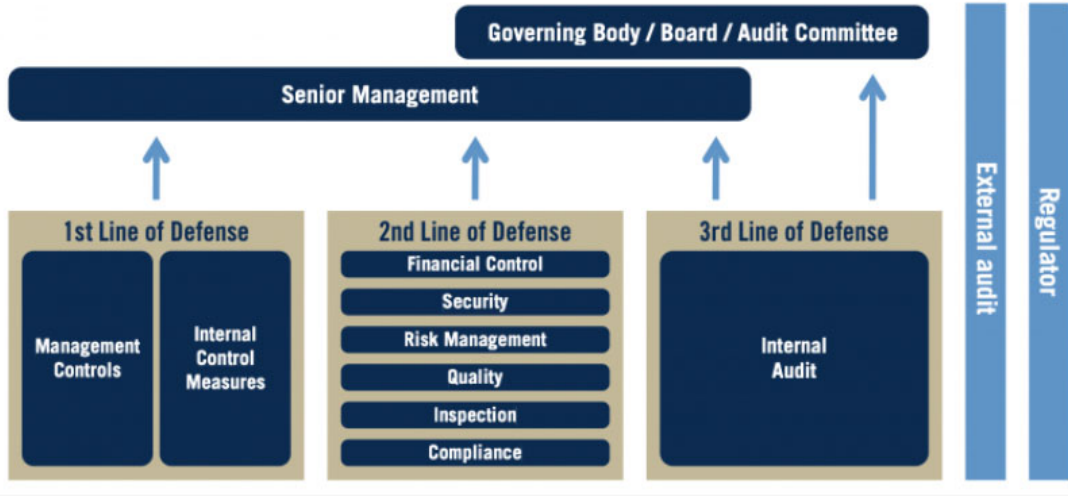 Governing Body / Board / Audit Committee
Senior Management
1st Line of Defense
Management
Controls
Internal
Control
Measures
2nd Line of Defense
Financial Control
Security
Risk Management
Quality
Inspection
Compliance
3rd Line of Defense
Internal
Audit
External audit
Regulator